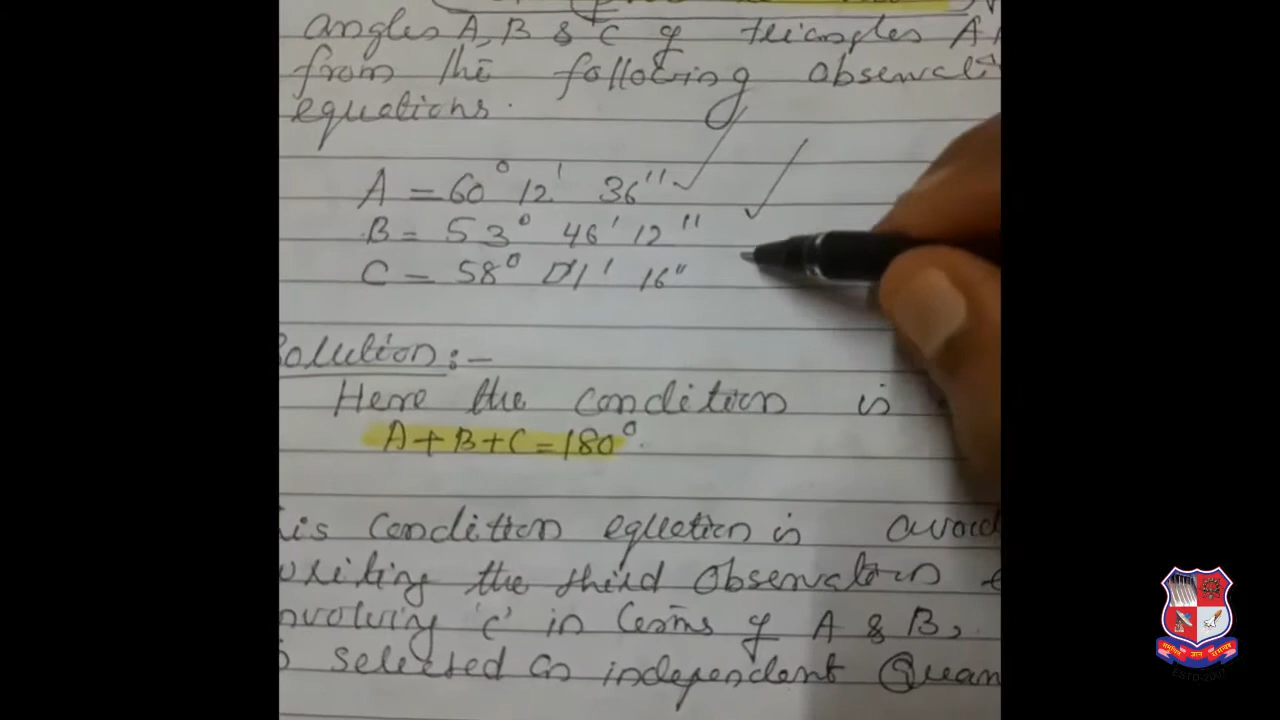 angles A, B & C of triangles A
from the following observati
equations.
A = 60° 12' 36"
B = 53° 46' 12"
C = 58° 01' 16"
Solution:-
Here the condition is
A+B+C=180°.
is condition equation is avoid
writing the third observation
involving 'c' in terms of A & B,
selected as independent Quan